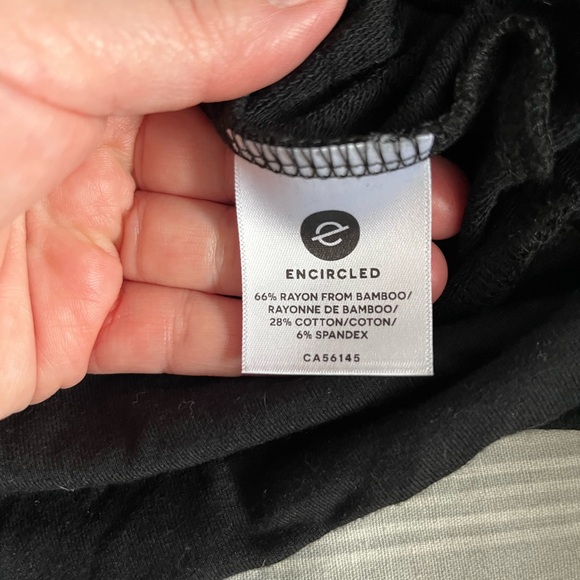 ENCIRCLED
66% RAYON FROM BAMBOO/
RAYONNE DE BAMBOO/
28% COTTON/COTON/
6% SPANDEX
CA56145